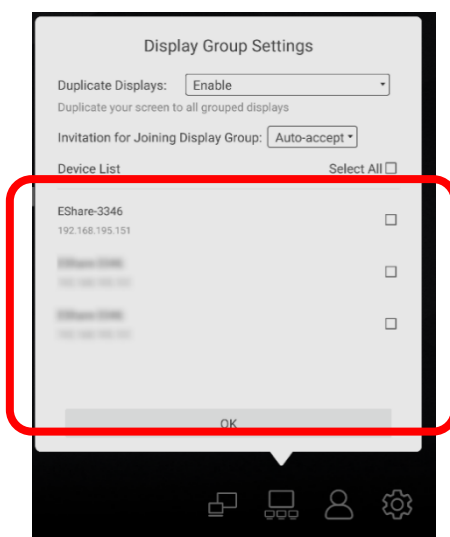 Display Group Settings
Duplicate Displays: Enable
Duplicate your screen to all grouped displays
Invitation for Joining Display Group: Auto-accept
Device List Select All
EShare-3346
192.168.195.151
OK